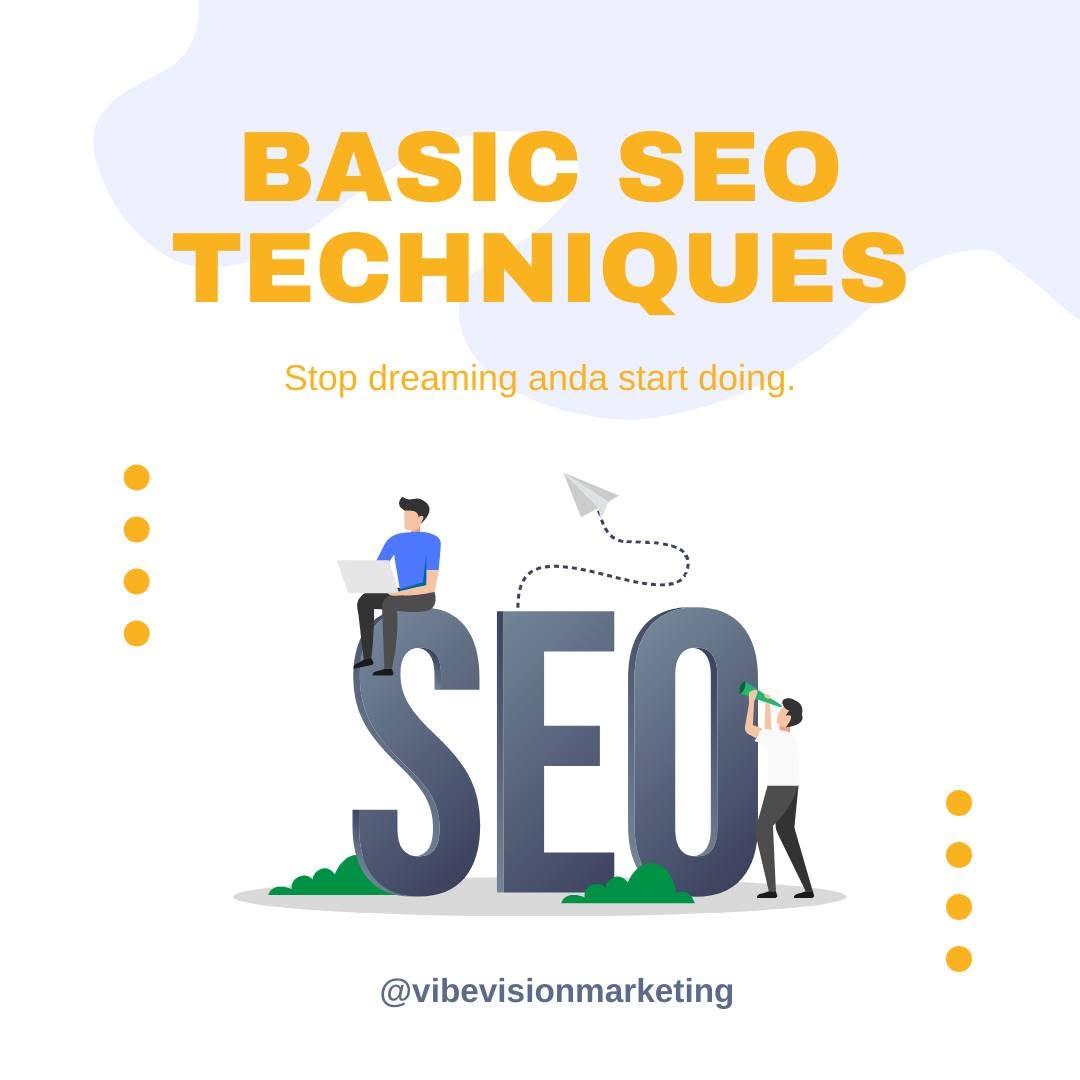 BASIC SEO
TECHNIQUES
Stop dreaming anda start doing.
SEO
@vibevisionmarketing